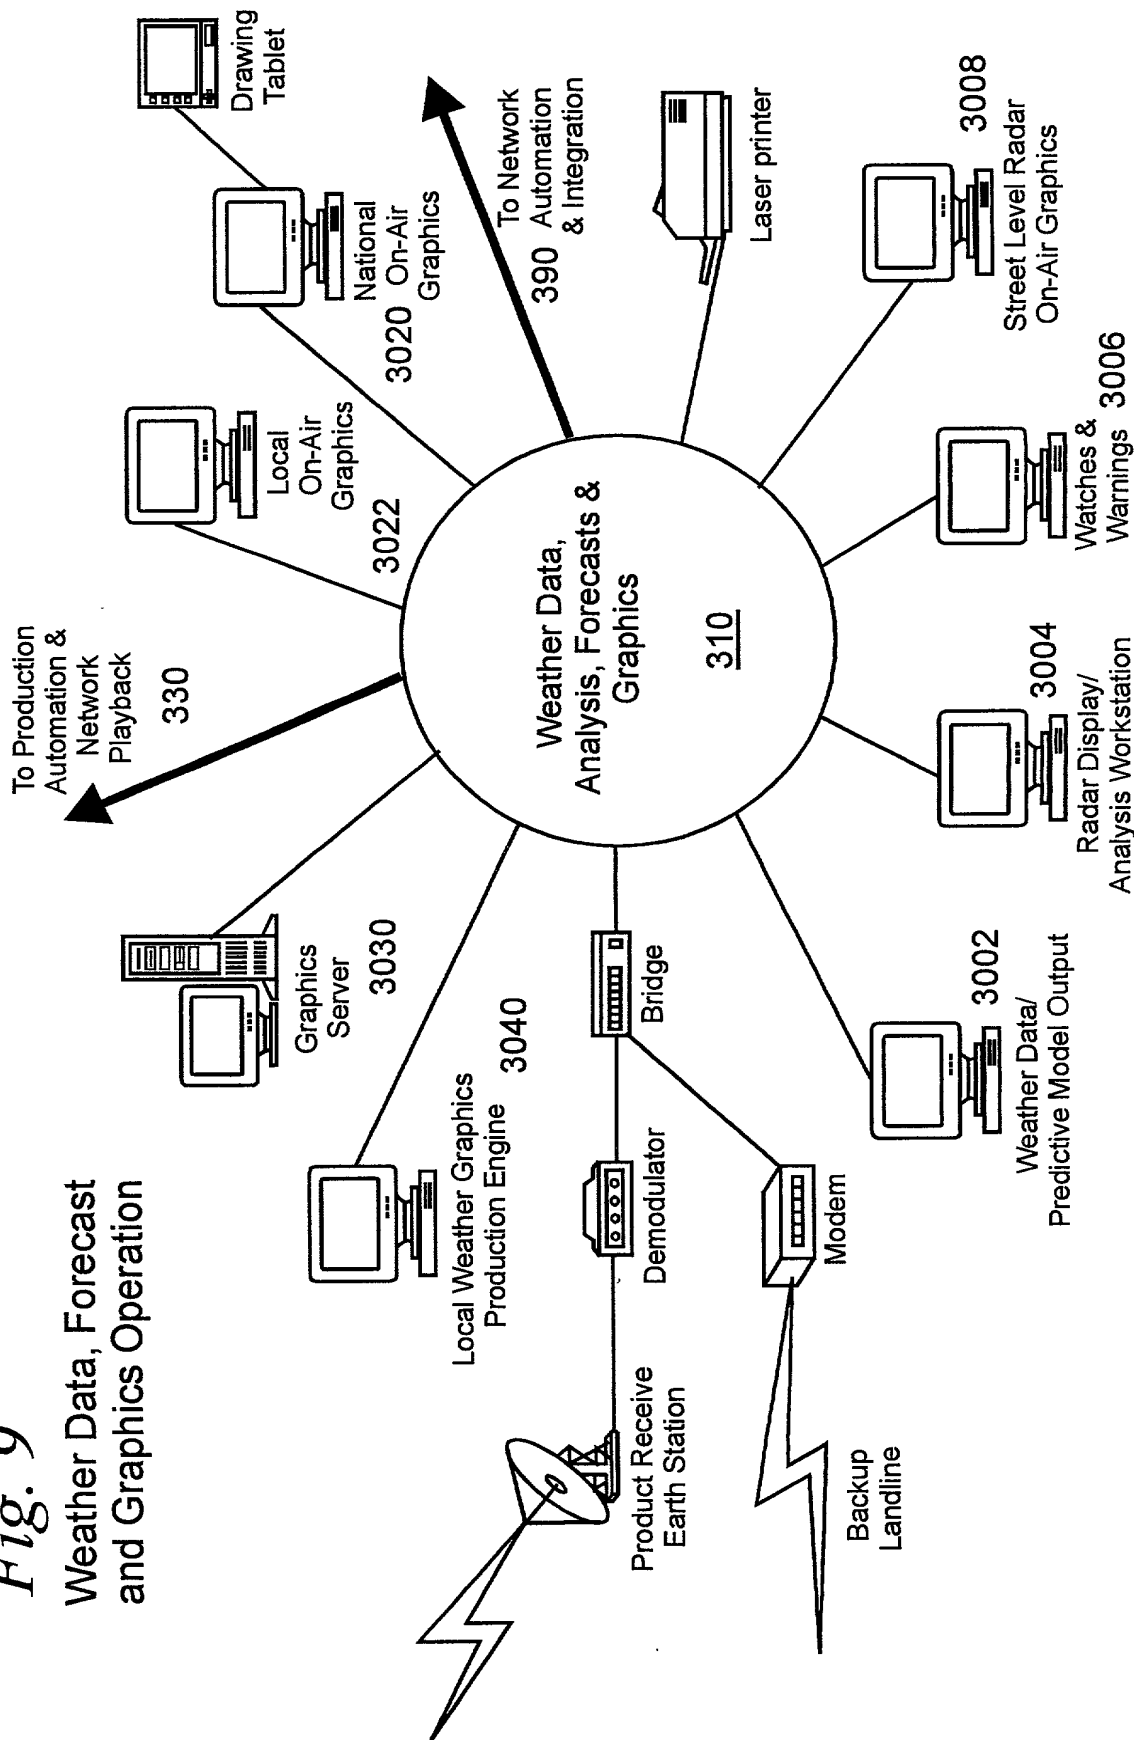 Fig. 9
Weather Data, Forecast
and Graphics Operation
To Production
Automation &
Network
Playback
330
Local
On-Air
Graphics
3022
Drawing
Tablet
National
On-Air
Graphics
3020
To Network
Automation
& Integration
390
Laser printer
Graphics
Server
3030
Local Weather Graphics
Production Engine
3040
Weather Data,
Analysis, Forecasts &
Graphics
310
Product Receive
Earth Station
Demodulator
Bridge
Modem
Backup
Landline
Weather Data/
Predictive Model Output
3002
Radar Display/
Analysis Workstation
3004
Watches &
Warnings
3006
Street Level Radar
On-Air Graphics
3008